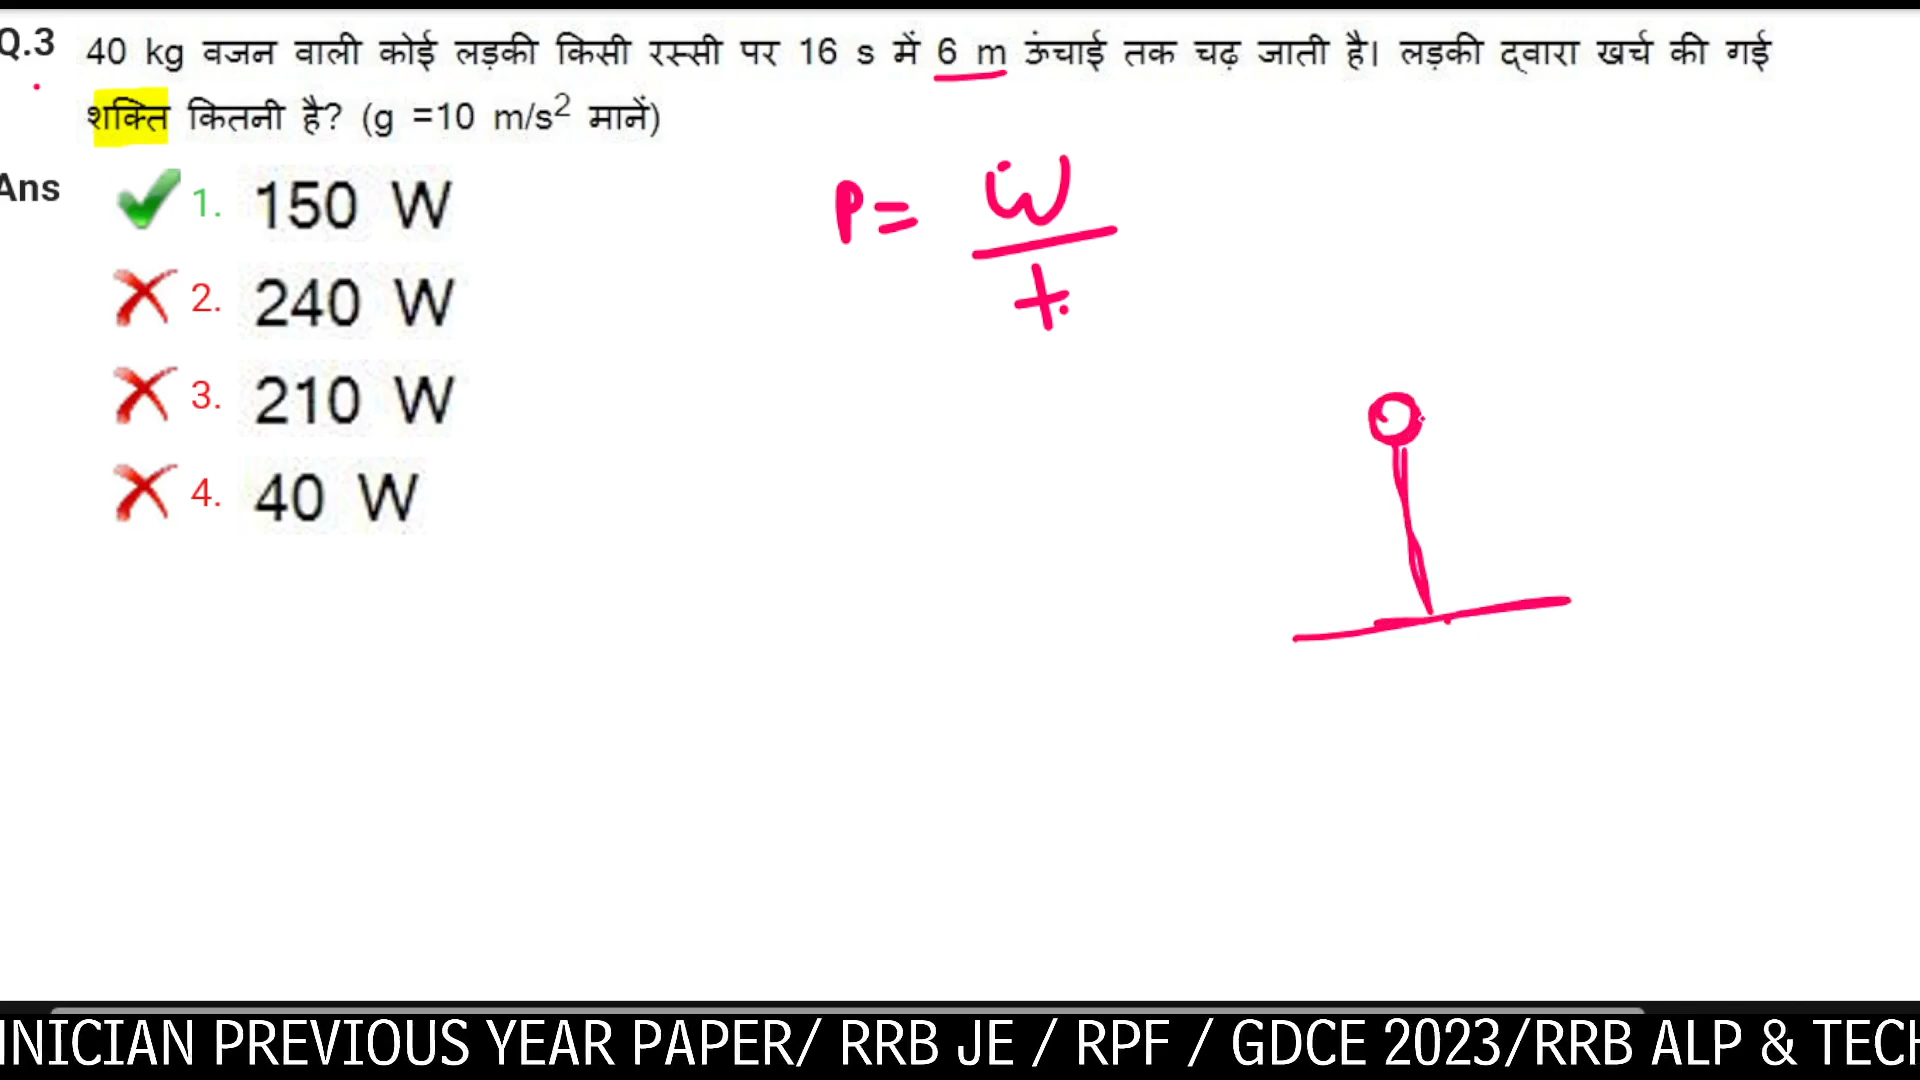 Q.3 40 kg वजन वाली कोई लड़की किसी रस्सी पर 16 s में 6 m ऊंचाई तक चढ़ जाती है। लड़की द्वारा खर्च की गई
शक्ति कितनी है? (g =10 m/s² मानें)
Ans 1. 150 W
2. 240 W
3. 210 W
4. 40 W
P= W
t
NICIAN PREVIOUS YEAR PAPER/ RRB JE / RPF / GDCE 2023/RRB ALP & TECH